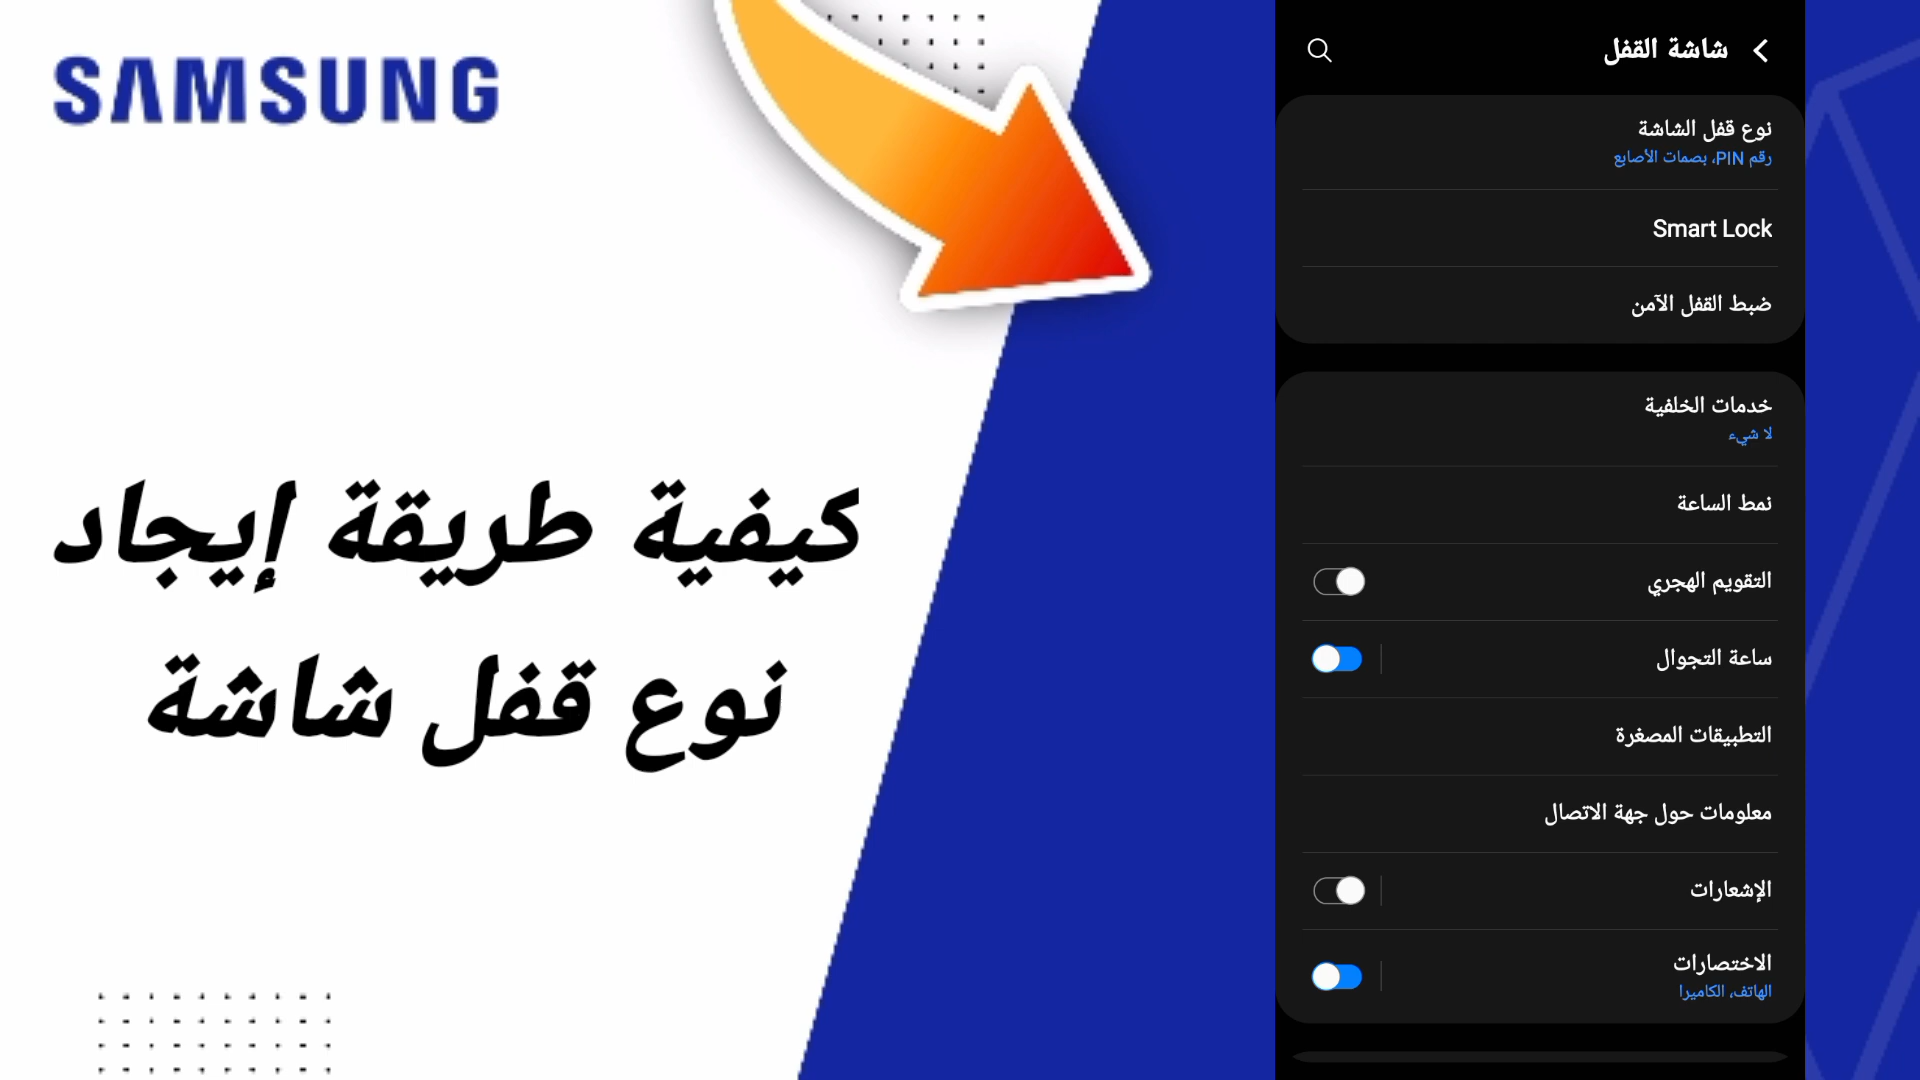 SAMSUNG
كيفية طريقة إيجاد
نوع قفل شاشة
شاشة القفل
نوع قفل الشاشة
رقم PIN، بصمات الأصابع
Smart Lock
ضبط القفل الآمن
خدمات الخلفية
لا شيء
نمط الساعة
التقويم الهجري
ساعة التجوال
التطبيقات المصغرة
معلومات حول جهة الاتصال
الإشعارات
الاختصارات
الهاتف، الكاميرا